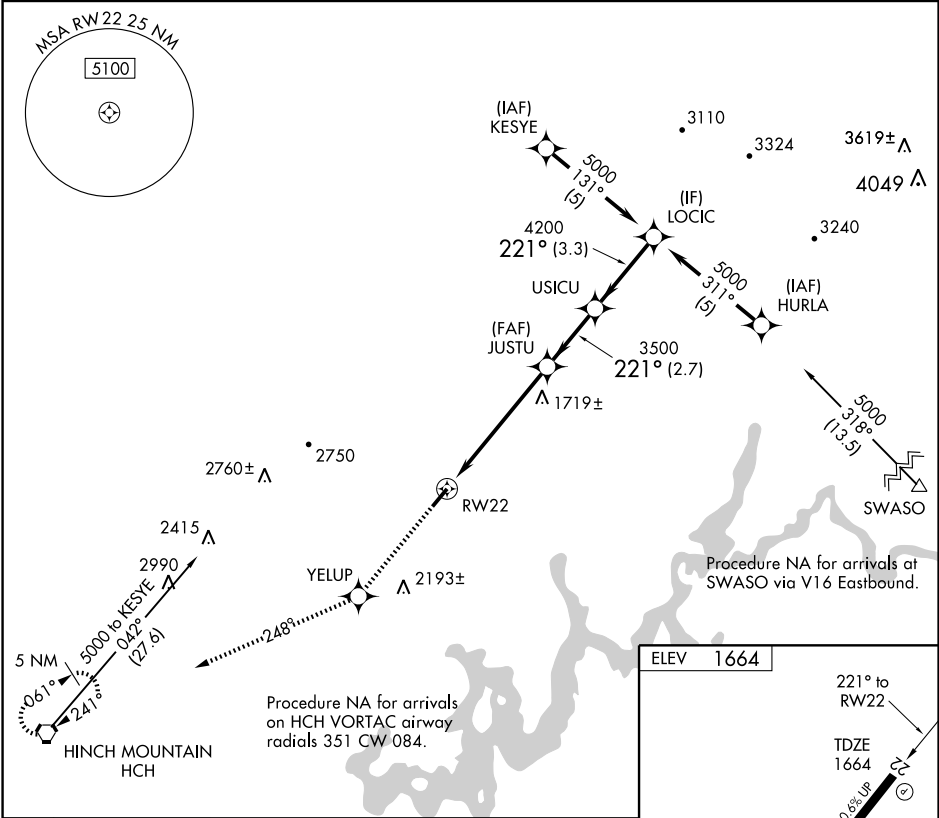 MSA RW22 25 NM
5100
(IAF)
KESYE
5000
131°
(5)
3110
3324
3619±
4049
(IF)
LOCIC
3240
4200
221° (3.3)
USICU
5000
311°
(5)
(IAF)
HURLA
(FAF)
JUSTU
3500
221° (2.7)
1719±
5000
318°
(13.5)
SWASO
2750
2760±
2415
2990
RW22
Procedure NA for arrivals at
SWASO via V16 Eastbound.
YELUP
2193±
248°
5000 to KESYE
042°
(27.6)
5 NM
061°
241°
HINCH MOUNTAIN
HCH
Procedure NA for arrivals
on HCH VORTAC airway
radials 351 CW 084.
ELEV 1664
221° to
RW22
TDZE
1664
22
P
0.6% UP